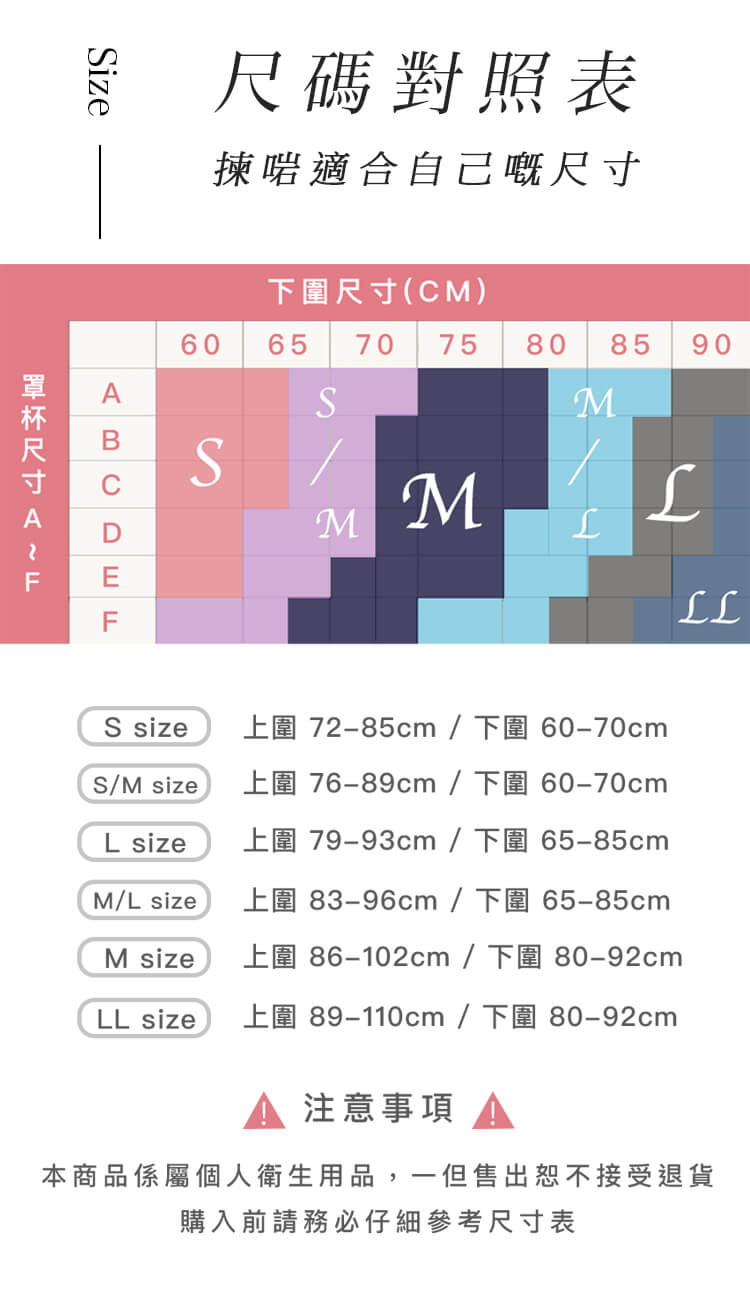 Size
尺碼對照表
揀啱適合自己嘅尺寸
下圍尺寸(CM)
60 65 70 75 80 85 90
罩杯尺寸A~F
A
B
C
D
E
F
S
S/M
M
M/L
L
LL
S size 上圍 72–85cm / 下圍 60–70cm
S/M size 上圍 76–89cm / 下圍 60–70cm
L size 上圍 79–93cm / 下圍 65–85cm
M/L size 上圍 83–96cm / 下圍 65–85cm
M size 上圍 86–102cm / 下圍 80–92cm
LL size 上圍 89–110cm / 下圍 80–92cm
! 注意事項 !
本商品係屬個人衛生用品，一但售出恕不接受退貨
購入前請務必仔細參考尺寸表